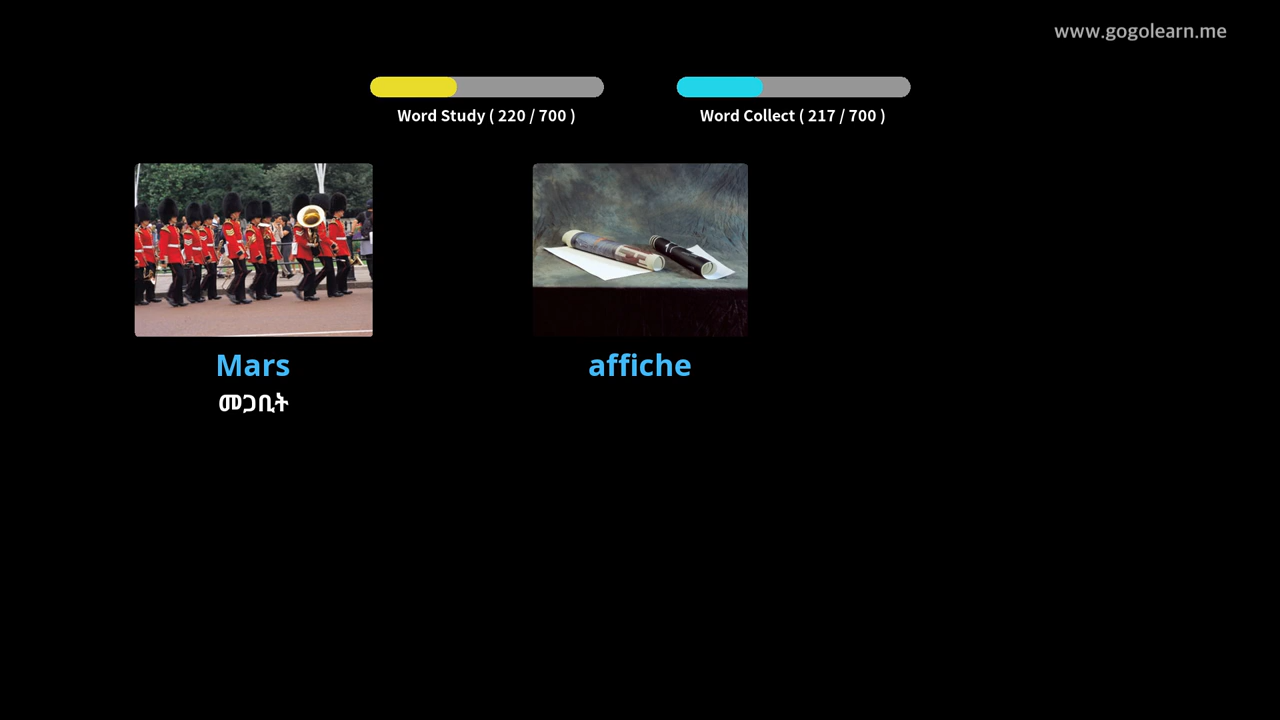 www.gogolearn.me
Word Study ( 220 / 700 )
Word Collect ( 217 / 700 )
Mars
መጋቢት
affiche